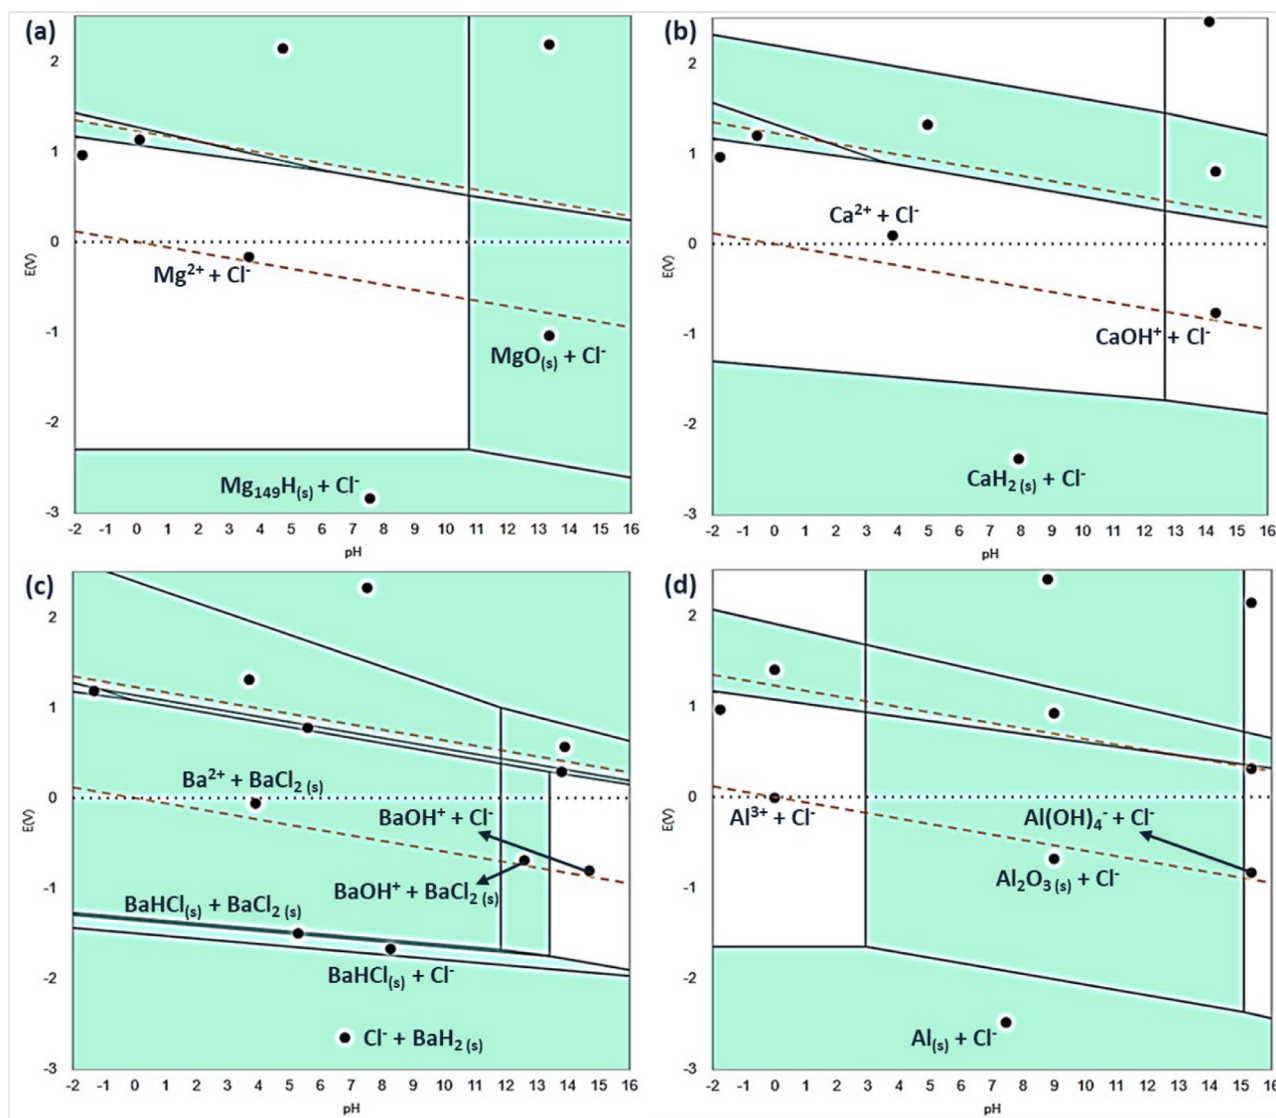 (a)
2
1
0
-1
-2
-3
E(V)
Mg²⁺ + Cl⁻
MgO(s) + Cl⁻
Mg₁₄₉H(s) + Cl⁻
-2 1 0 1 2 3 4 5 6 7 8 9 10 11 12 13 14 15 16
pH
(b)
2
1
0
-1
-2
-3
E(V)
Ca²⁺ + Cl⁻
CaOH⁺ + Cl⁻
CaH₂ (s) + Cl⁻
-2 1 0 1 2 3 4 5 6 7 8 9 10 11 12 13 14 15 16
pH
(c)
2
1
0
-1
-2
-3
E(V)
Ba²⁺ + BaCl₂ (s)
BaOH⁺ + Cl⁻
BaOH⁺ + BaCl₂ (s)
BaHCl(s) + BaCl₂ (s)
BaHCl(s) + Cl⁻
Cl⁻ + BaH₂ (s)
-2 1 0 1 2 3 4 5 6 7 8 9 10 11 12 13 14 15 16
pH
(d)
2
1
0
-1
-2
-3
E(V)
Al³⁺ + Cl⁻
Al(OH)₄⁻ + Cl⁻
Al₂O₃ (s) + Cl⁻
Al(s) + Cl⁻
-2 1 0 1 2 3 4 5 6 7 8 9 10 11 12 13 14 15 16
pH